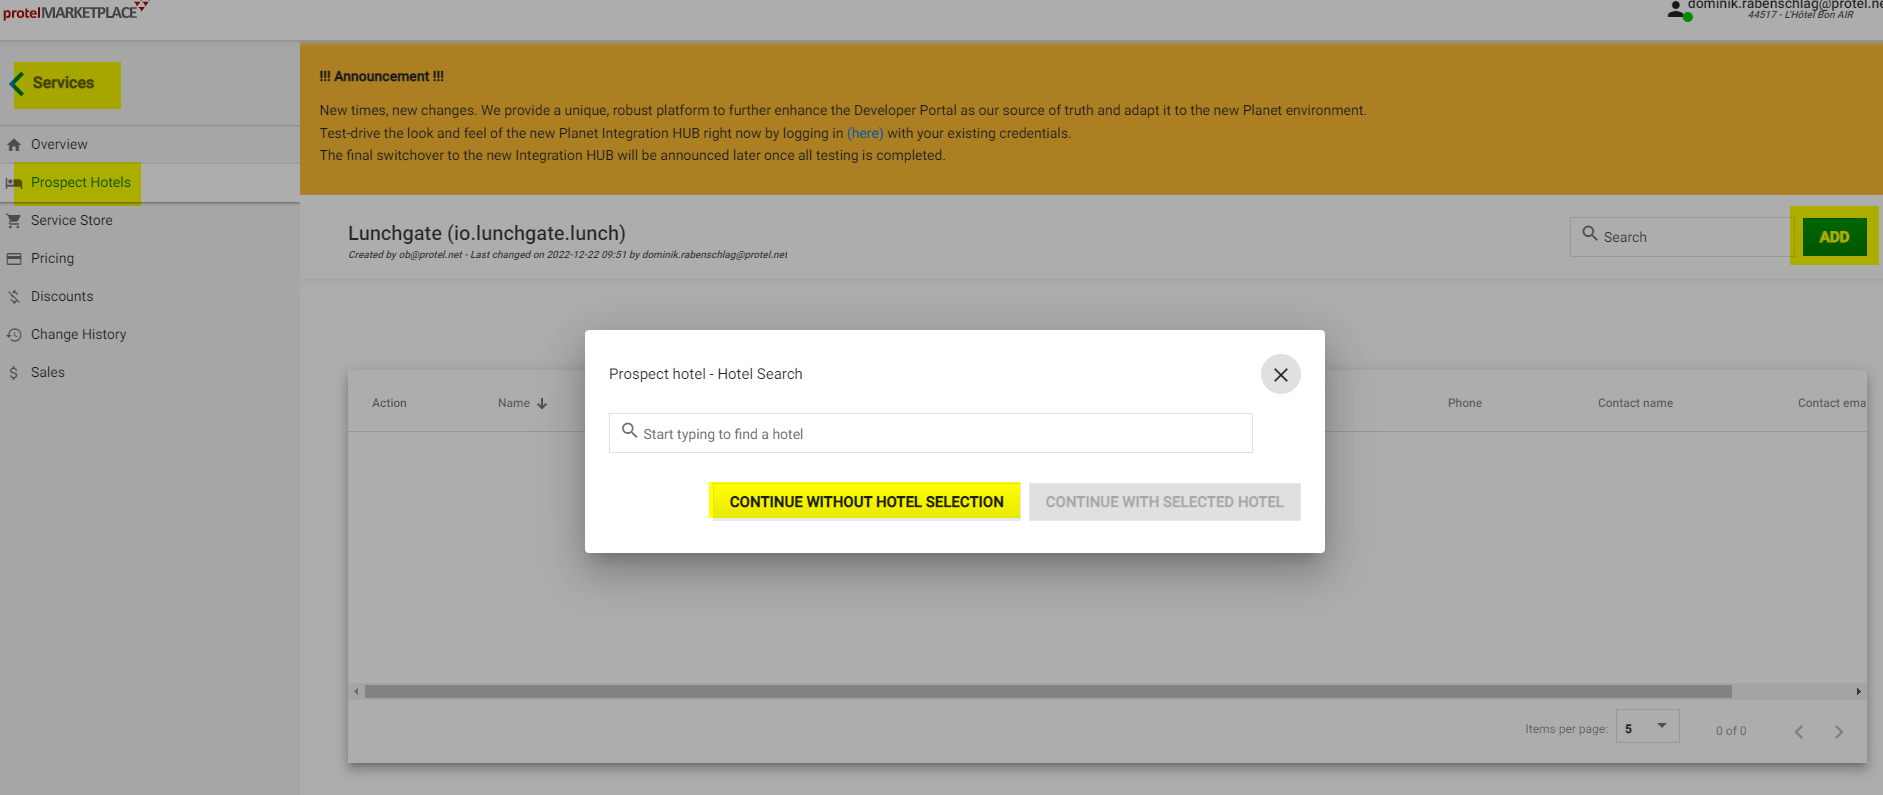 protelMARKETPLACE
dominik.rabenschlag@protel.ne
44517 - L'Hôtel Bon AIR
Services
Overview
Prospect Hotels
Service Store
Pricing
Discounts
Change History
Sales
!!! Announcement !!!
New times, new changes. We provide a unique, robust platform to further enhance the Developer Portal as our source of truth and adapt it to the new Planet environment.
Test-drive the look and feel of the new Planet Integration HUB right now by logging in (here) with your existing credentials.
The final switchover to the new Integration HUB will be announced later once all testing is completed.
Lunchgate (io.lunchgate.lunch)
Created by ob@protel.net - Last changed on 2022-12-22 09:51 by dominik.rabenschlag@protel.net
Search
ADD
Prospect hotel - Hotel Search
Start typing to find a hotel
CONTINUE WITHOUT HOTEL SELECTION CONTINUE WITH SELECTED HOTEL
Action Name Phone Contact name Contact ema
Items per page: 5 0 of 0